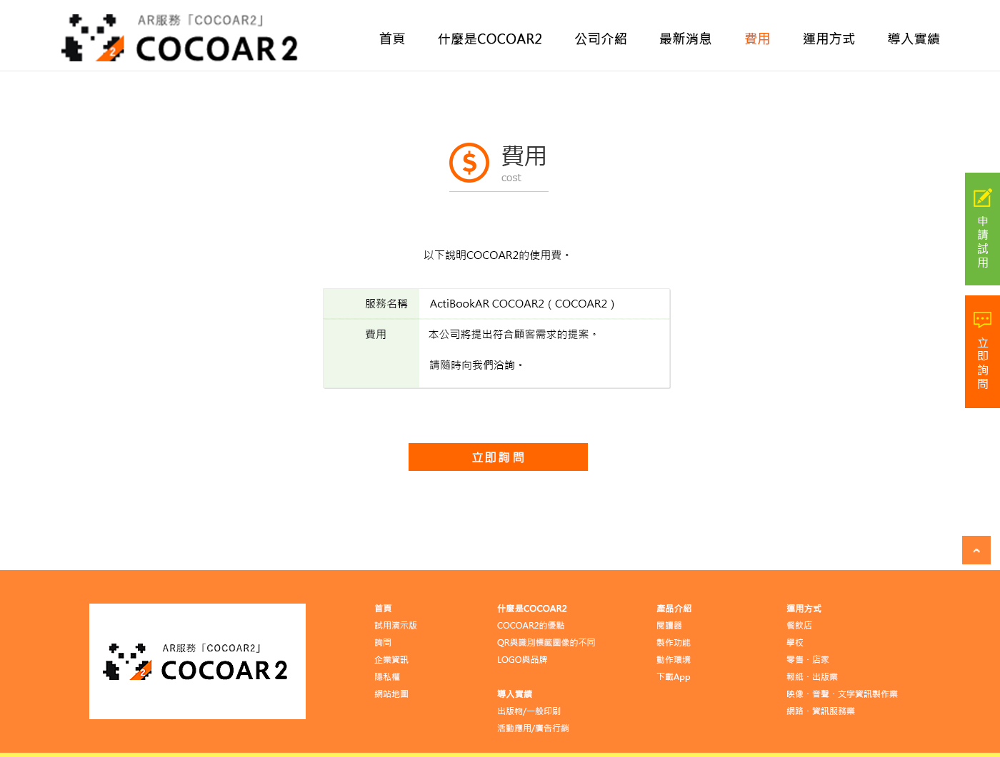 AR服務「COCOAR2」
COCOAR2
首頁
什麼是COCOAR2
公司介紹
最新消息
費用
運用方式
導入實績
費用
cost
申請試用
立即詢問
以下說明COCOAR2的使用費。
服務名稱 ActiBookAR COCOAR2 ( COCOAR2 )
費用 本公司將提出符合顧客需求的提案。
請隨時向我們洽詢。
立即詢問
AR服務「COCOAR2」
COCOAR2
首頁
試用演示版
詢問
企業資訊
隱私權
網站地圖
什麼是COCOAR2
COCOAR2的優點
QR與識別標籤圖像的不同
LOGO與品牌
導入實績
出版物/一般印刷
活動應用/廣告行銷
產品介紹
閱讀器
製作功能
動作環境
下載App
運用方式
餐飲店
學校
零售．店家
報紙．出版業
映像．音聲．文字資訊製作業
網路．資訊服務業